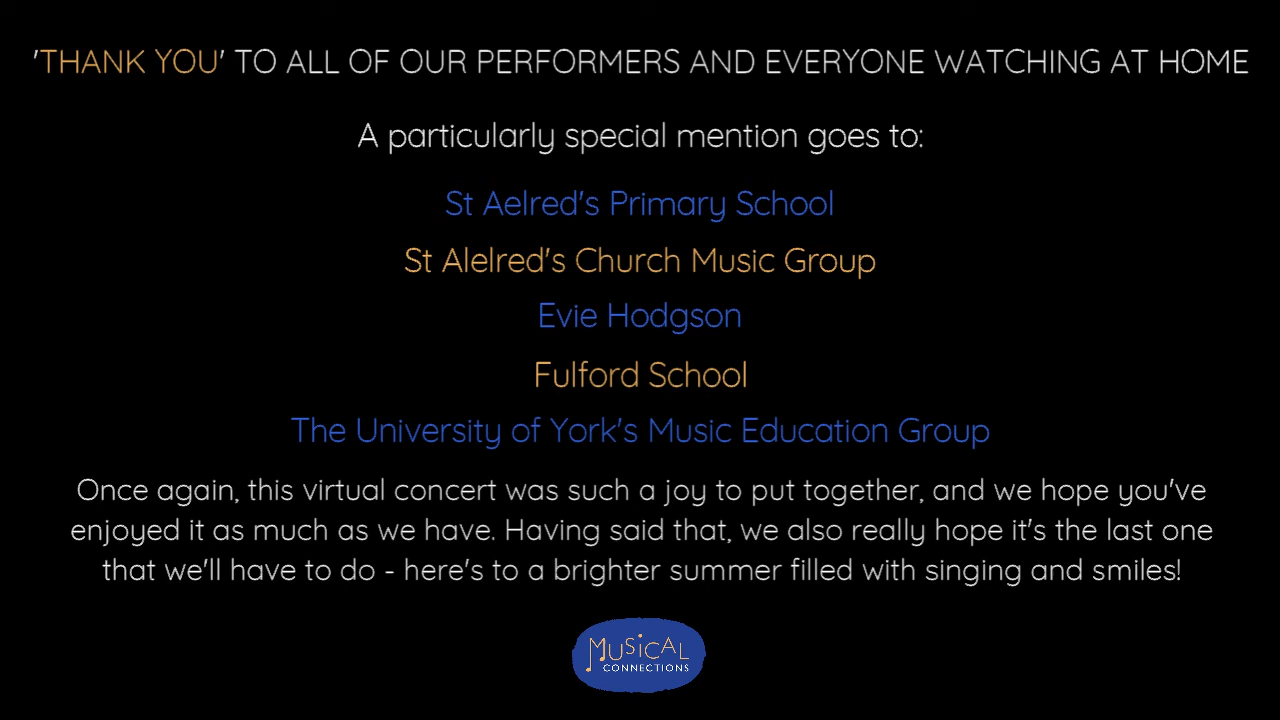 'THANK YOU' TO ALL OF OUR PERFORMERS AND EVERYONE WATCHING AT HOME
A particularly special mention goes to:
St Aelred's Primary School
St Alelred's Church Music Group
Evie Hodgson
Fulford School
The University of York's Music Education Group
Once again, this virtual concert was such a joy to put together, and we hope you've
enjoyed it as much as we have. Having said that, we also really hope it's the last one
that we'll have to do - here's to a brighter summer filled with singing and smiles!
MUSiCAL
CONNECTIONS